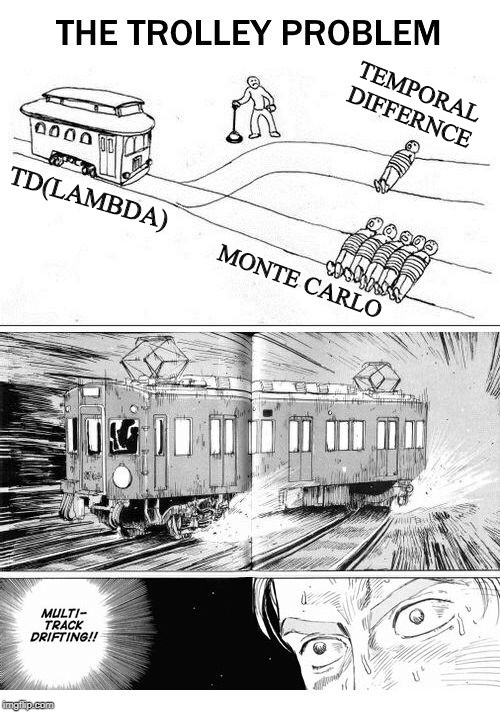 THE TROLLEY PROBLEM
TEMPORAL
DIFFERNCE
TD(LAMBDA)
MONTE CARLO
MULTI-
TRACK
DRIFTING!!
imgflip.com